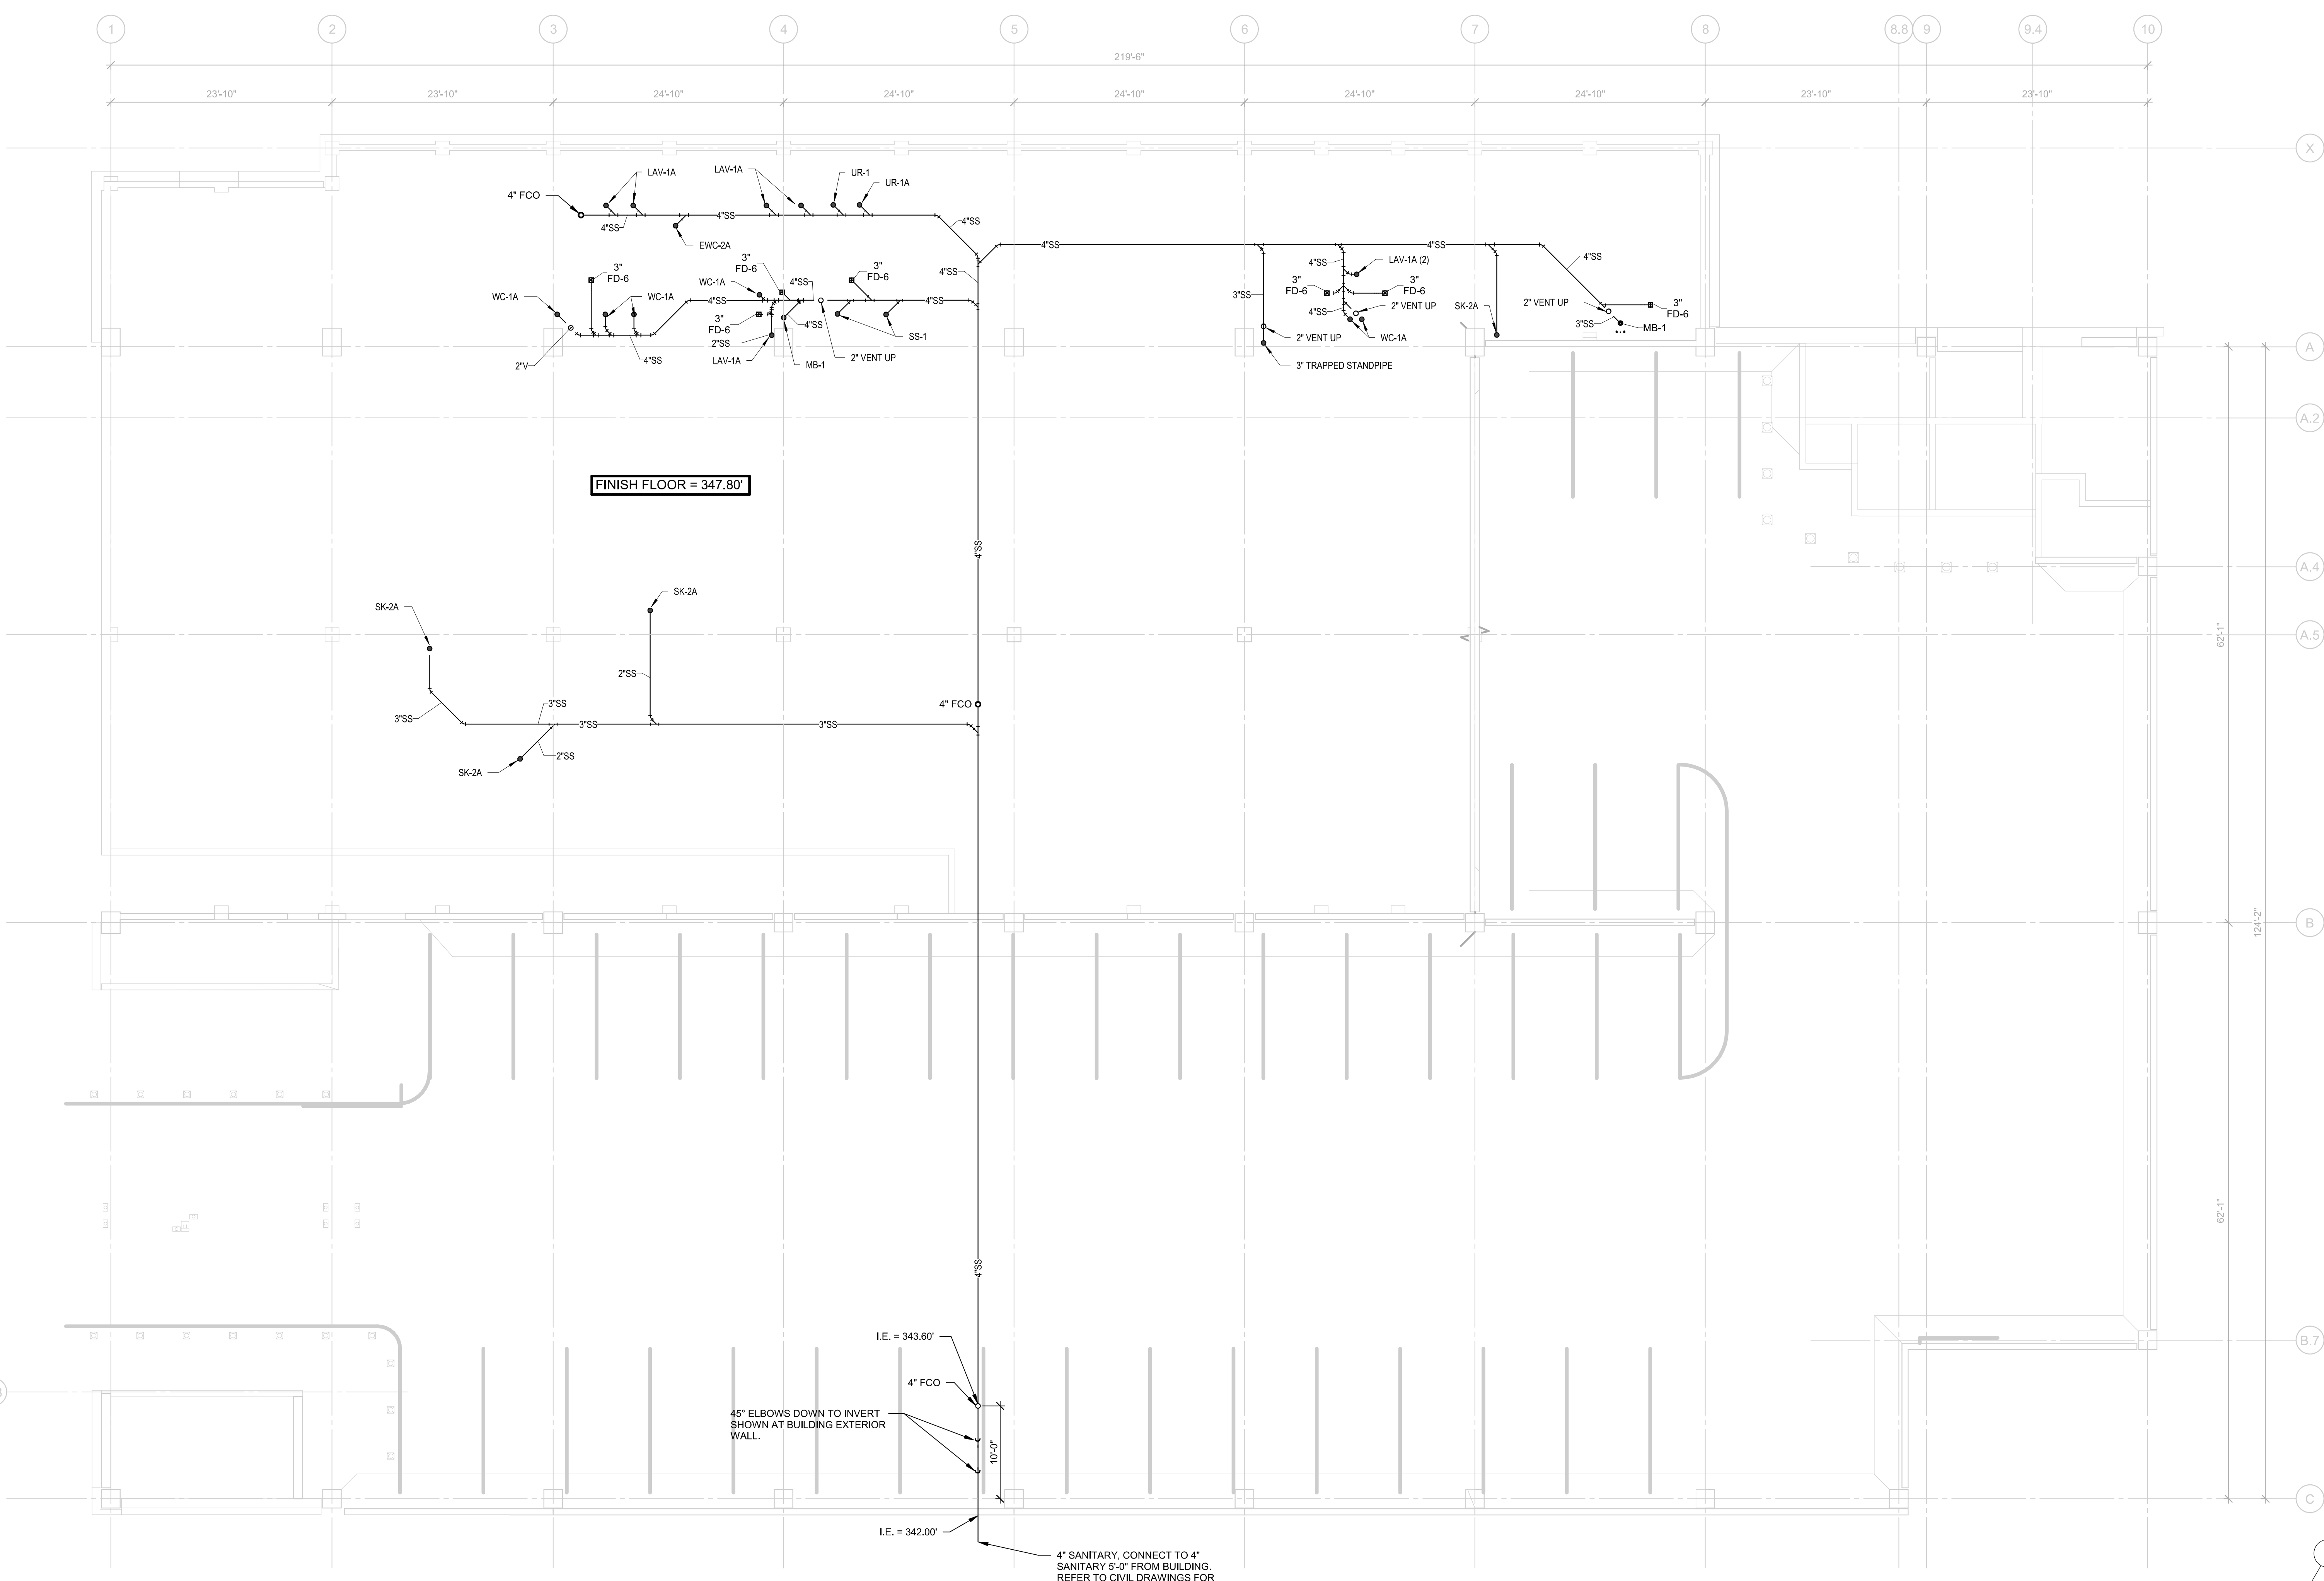 1
2
3
4
5
6
7
8
8.8
9
9.4
10
219'-6"
23'-10"
23'-10"
24'-10"
24'-10"
24'-10"
24'-10"
24'-10"
23'-10"
23'-10"
X
LAV-1A
LAV-1A
UR-1
UR-1A
4" FCO
4"SS
4"SS
4"SS
EWC-2A
4"SS
4"SS
4"SS
4"SS
LAV-1A (2)
4"SS
3"
FD-6
3"
FD-6
3"
FD-6
4"SS
4"SS
3"
FD-6
3"
FD-6
WC-1A
WC-1A
WC-1A
4"SS
4"SS
3"
FD-6
4"SS
SS-1
3"SS
4"SS
2" VENT UP
SK-2A
2" VENT UP
3"SS
3"
FD-6
MB-1
2" VENT UP
WC-1A
3" TRAPPED STANDPIPE
2"SS
2"V
4"SS
LAV-1A
MB-1
2" VENT UP
A
A.2
FINISH FLOOR = 347.80'
4"SS
A.4
SK-2A
SK-2A
A.5
62'-1"
2"SS
4" FCO
3"SS
3"SS
3"SS
3"SS
2"SS
SK-2A
B
124'-2"
62'-1"
4"SS
I.E. = 343.60'
B.7
4" FCO
45° ELBOWS DOWN TO INVERT
SHOWN AT BUILDING EXTERIOR
WALL.
10'-0"
C
I.E. = 342.00'
4" SANITARY, CONNECT TO 4"
SANITARY 5'-0" FROM BUILDING.
REFER TO CIVIL DRAWINGS FOR